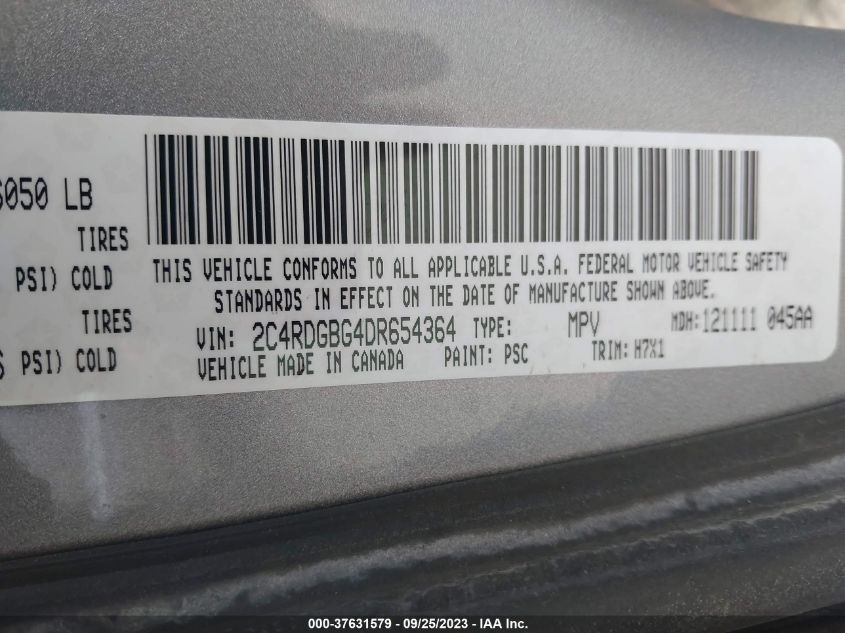 6050 LB
TIRES
PSI) COLD
TIRES
PSI) COLD
THIS VEHICLE CONFORMS TO ALL APPLICABLE U.S.A. FEDERAL MOTOR VEHICLE SAFETY
STANDARDS IN EFFECT ON THE DATE OF MANUFACTURE SHOWN ABOVE.
VIN: 2C4RDGBG4DR654364 TYPE: MPV MDH: 121111 045AA
VEHICLE MADE IN CANADA PAINT: PSC TRIM: H7X1
000-37631579 — 09/25/2023 — IAA Inc.